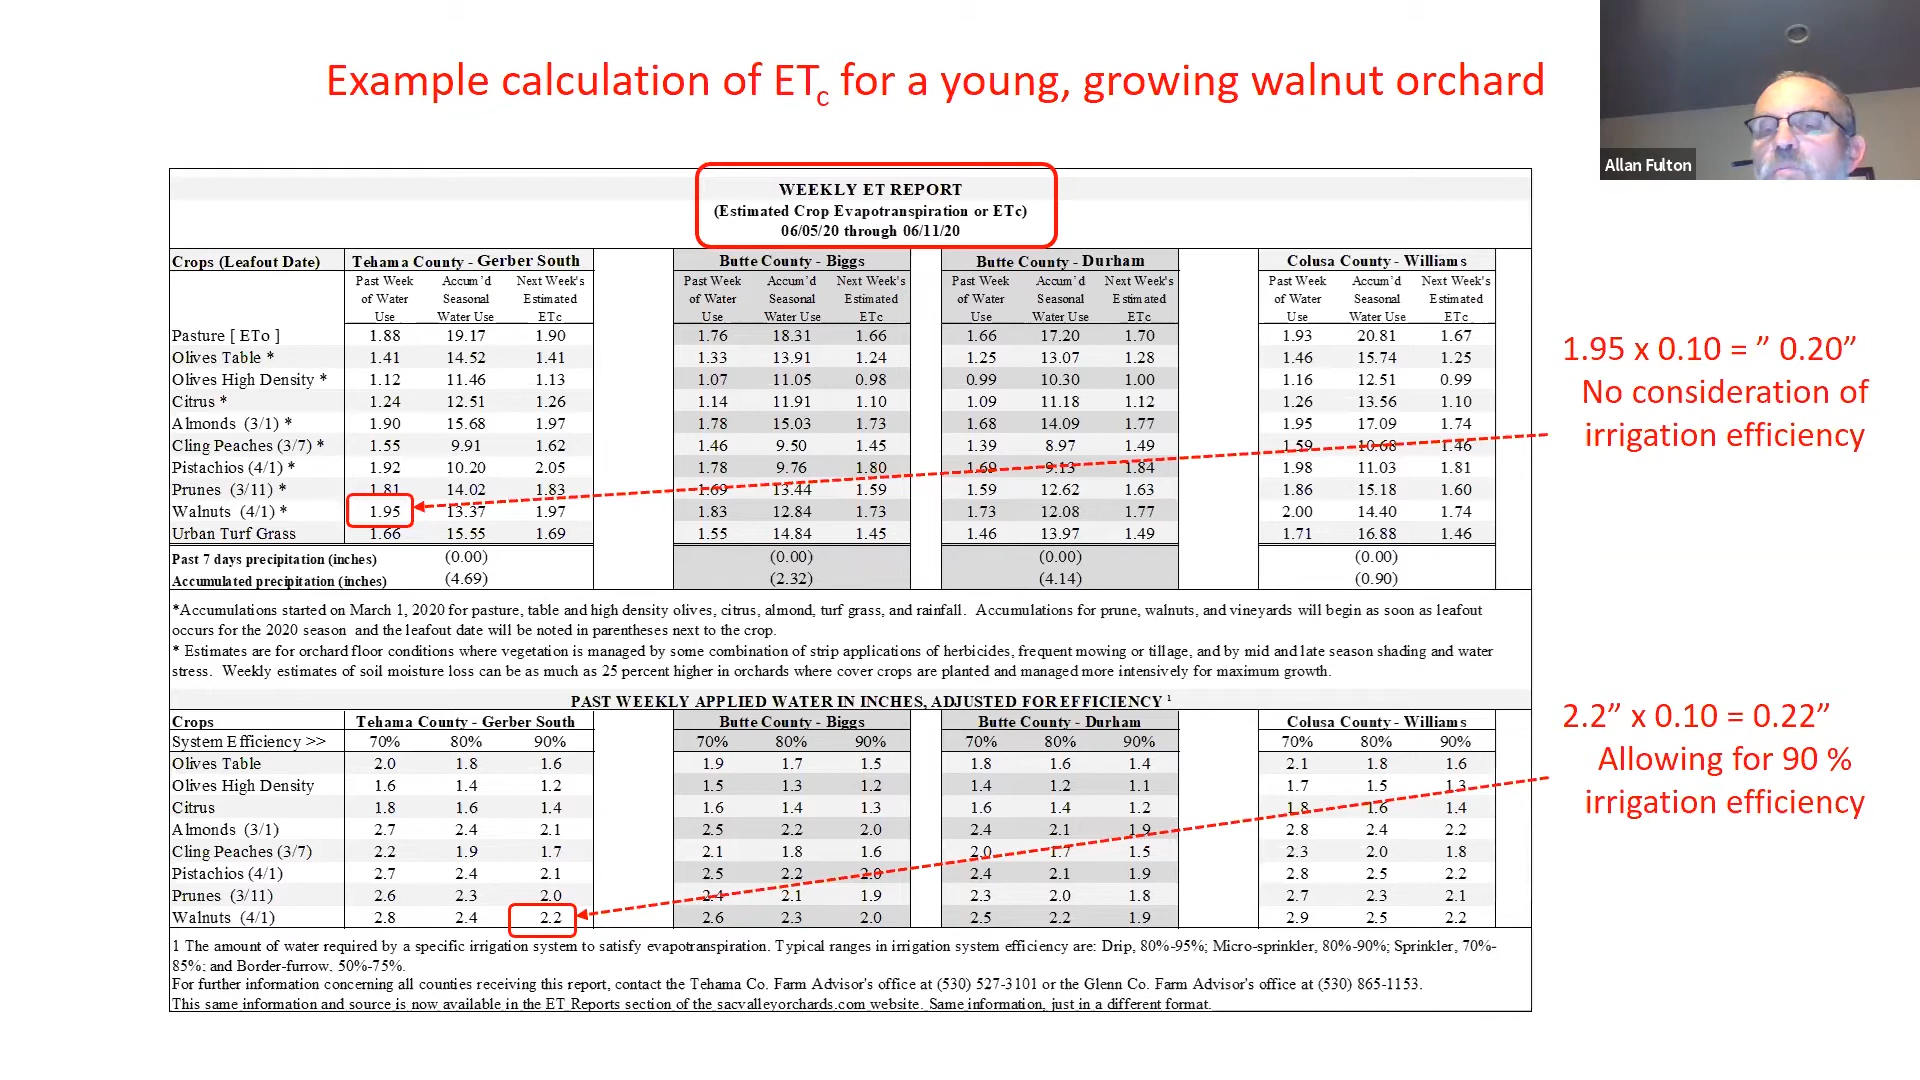 Example calculation of ETc for a young, growing walnut orchard
Allan Fulton
WEEKLY ET REPORT
(Estimated Crop Evapotranspiration or ETc)
06/05/20 through 06/11/20
Crops (Leafout Date) Tehama County - Gerber South Butte County - Biggs Butte County - Durham Colusa County - Williams
Past Week Accum'd Next Week's Past Week Accum'd Next Week's Past Week Accum'd Next Week's Past Week Accum'd Next Week's
of Water Seasonal Estimated of Water Seasonal Estimated of Water Seasonal Estimated of Water Seasonal Estimated
Use Water Use ETc Use Water Use ETc Use Water Use ETc Use Water Use ETc
Pasture [ ETo ] 1.88 19.17 1.90 1.76 18.31 1.66 1.66 17.20 1.70 1.93 20.81 1.67
Olives Table * 1.41 14.52 1.41 1.33 13.91 1.24 1.25 13.07 1.28 1.46 15.74 1.25
Olives High Density * 1.12 11.46 1.13 1.07 11.05 0.98 0.99 10.30 1.00 1.16 12.51 0.99
Citrus * 1.24 12.51 1.26 1.14 11.91 1.10 1.09 11.18 1.12 1.26 13.56 1.10
Almonds (3/1) * 1.90 15.68 1.97 1.78 15.03 1.73 1.68 14.09 1.77 1.95 17.09 1.74
Cling Peaches (3/7) * 1.55 9.91 1.62 1.46 9.50 1.45 1.39 8.97 1.49 1.59 10.68 1.46
Pistachios (4/1) * 1.92 10.20 2.05 1.78 9.76 1.80 1.69 9.13 1.84 1.98 11.03 1.81
Prunes (3/11) * 1.81 14.02 1.83 1.69 13.44 1.59 1.59 12.62 1.63 1.86 15.18 1.60
Walnuts (4/1) * 1.95 13.37 1.97 1.83 12.84 1.73 1.73 12.08 1.77 2.00 14.40 1.74
Urban Turf Grass 1.66 15.55 1.69 1.55 14.84 1.45 1.46 13.97 1.49 1.71 16.88 1.46
Past 7 days precipitation (inches) (0.00) (0.00) (0.00) (0.00)
Accumulated precipitation (inches) (4.69) (2.32) (4.14) (0.90)
*Accumulations started on March 1, 2020 for pasture, table and high density olives, citrus, almond, turf grass, and rainfall. Accumulations for prune, walnuts, and vineyards will begin as soon as leafout
occurs for the 2020 season and the leafout date will be noted in parentheses next to the crop.
* Estimates are for orchard floor conditions where vegetation is managed by some combination of strip applications of herbicides, frequent mowing or tillage, and by mid and late season shading and water
stress. Weekly estimates of soil moisture loss can be as much as 25 percent higher in orchards where cover crops are planted and managed more intensively for maximum growth.
PAST WEEKLY APPLIED WATER IN INCHES, ADJUSTED FOR EFFICIENCY 1
Crops Tehama County - Gerber South Butte County - Biggs Butte County - Durham Colusa County - Williams
System Efficiency >> 70% 80% 90% 70% 80% 90% 70% 80% 90% 70% 80% 90%
Olives Table 2.0 1.8 1.6 1.9 1.7 1.5 1.8 1.6 1.4 2.1 1.8 1.6
Olives High Density 1.6 1.4 1.2 1.5 1.3 1.2 1.4 1.2 1.1 1.7 1.5 1.3
Citrus 1.8 1.6 1.4 1.6 1.4 1.3 1.6 1.4 1.2 1.8 1.6 1.4
Almonds (3/1) 2.7 2.4 2.1 2.5 2.2 2.0 2.4 2.1 1.9 2.8 2.4 2.2
Cling Peaches (3/7) 2.2 1.9 1.7 2.1 1.8 1.6 2.0 1.7 1.5 2.3 2.0 1.8
Pistachios (4/1) 2.7 2.4 2.1 2.5 2.2 2.0 2.4 2.1 1.9 2.8 2.5 2.2
Prunes (3/11) 2.6 2.3 2.0 2.4 2.1 1.9 2.3 2.0 1.8 2.7 2.3 2.1
Walnuts (4/1) 2.8 2.4 2.2 2.6 2.3 2.0 2.5 2.2 1.9 2.9 2.5 2.2
1 The amount of water required by a specific irrigation system to satisfy evapotranspiration. Typical ranges in irrigation system efficiency are: Drip, 80%-95%; Micro-sprinkler, 80%-90%; Sprinkler, 70%-
85%; and Border-furrow, 50%-75%.
For further information concerning all counties receiving this report, contact the Tehama Co. Farm Advisor's office at (530) 527-3101 or the Glenn Co. Farm Advisor's office at (530) 865-1153.
This same information and source is now available in the ET Reports section of the sacvalleyorchards.com website. Same information, just in a different format.
1.95 x 0.10 = ” 0.20”
No consideration of
irrigation efficiency
2.2” x 0.10 = 0.22”
Allowing for 90 %
irrigation efficiency